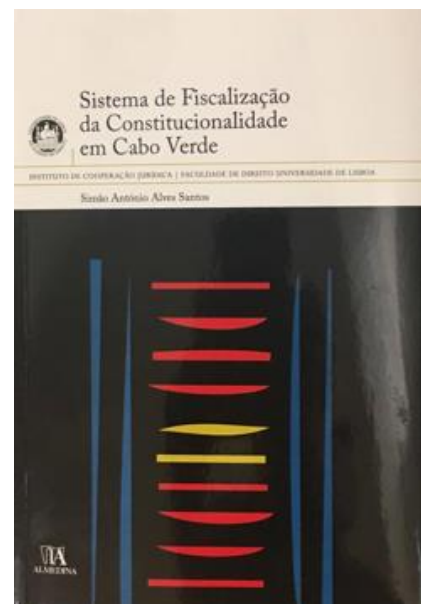 Sistema de Fiscalização
da Constitucionalidade
em Cabo Verde
INSTITUTO DE COOPERAÇÃO JURÍDICA | FACULDADE DE DIREITO UNIVERSIDADE DE LISBOA
Simão António Alves Santos
ALMEDINA